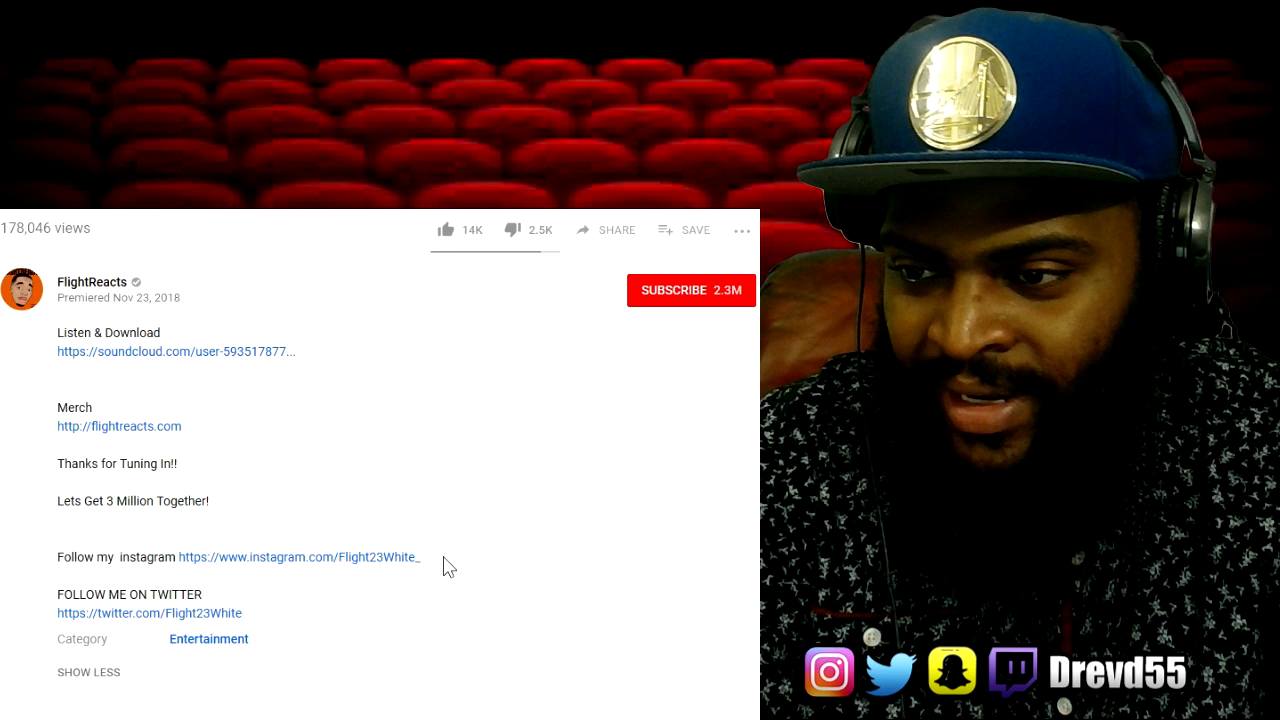 178,046 views
14K
2.5K
SHARE
SAVE
FlightReacts
Premiered Nov 23, 2018
SUBSCRIBE 2.3M
Listen & Download
https://soundcloud.com/user-593517877...
Merch
http://flightreacts.com
Thanks for Tuning In!!
Lets Get 3 Million Together!
Follow my instagram https://www.instagram.com/Flight23White_
FOLLOW ME ON TWITTER
https://twitter.com/Flight23White
Category Entertainment
SHOW LESS
Drevd55